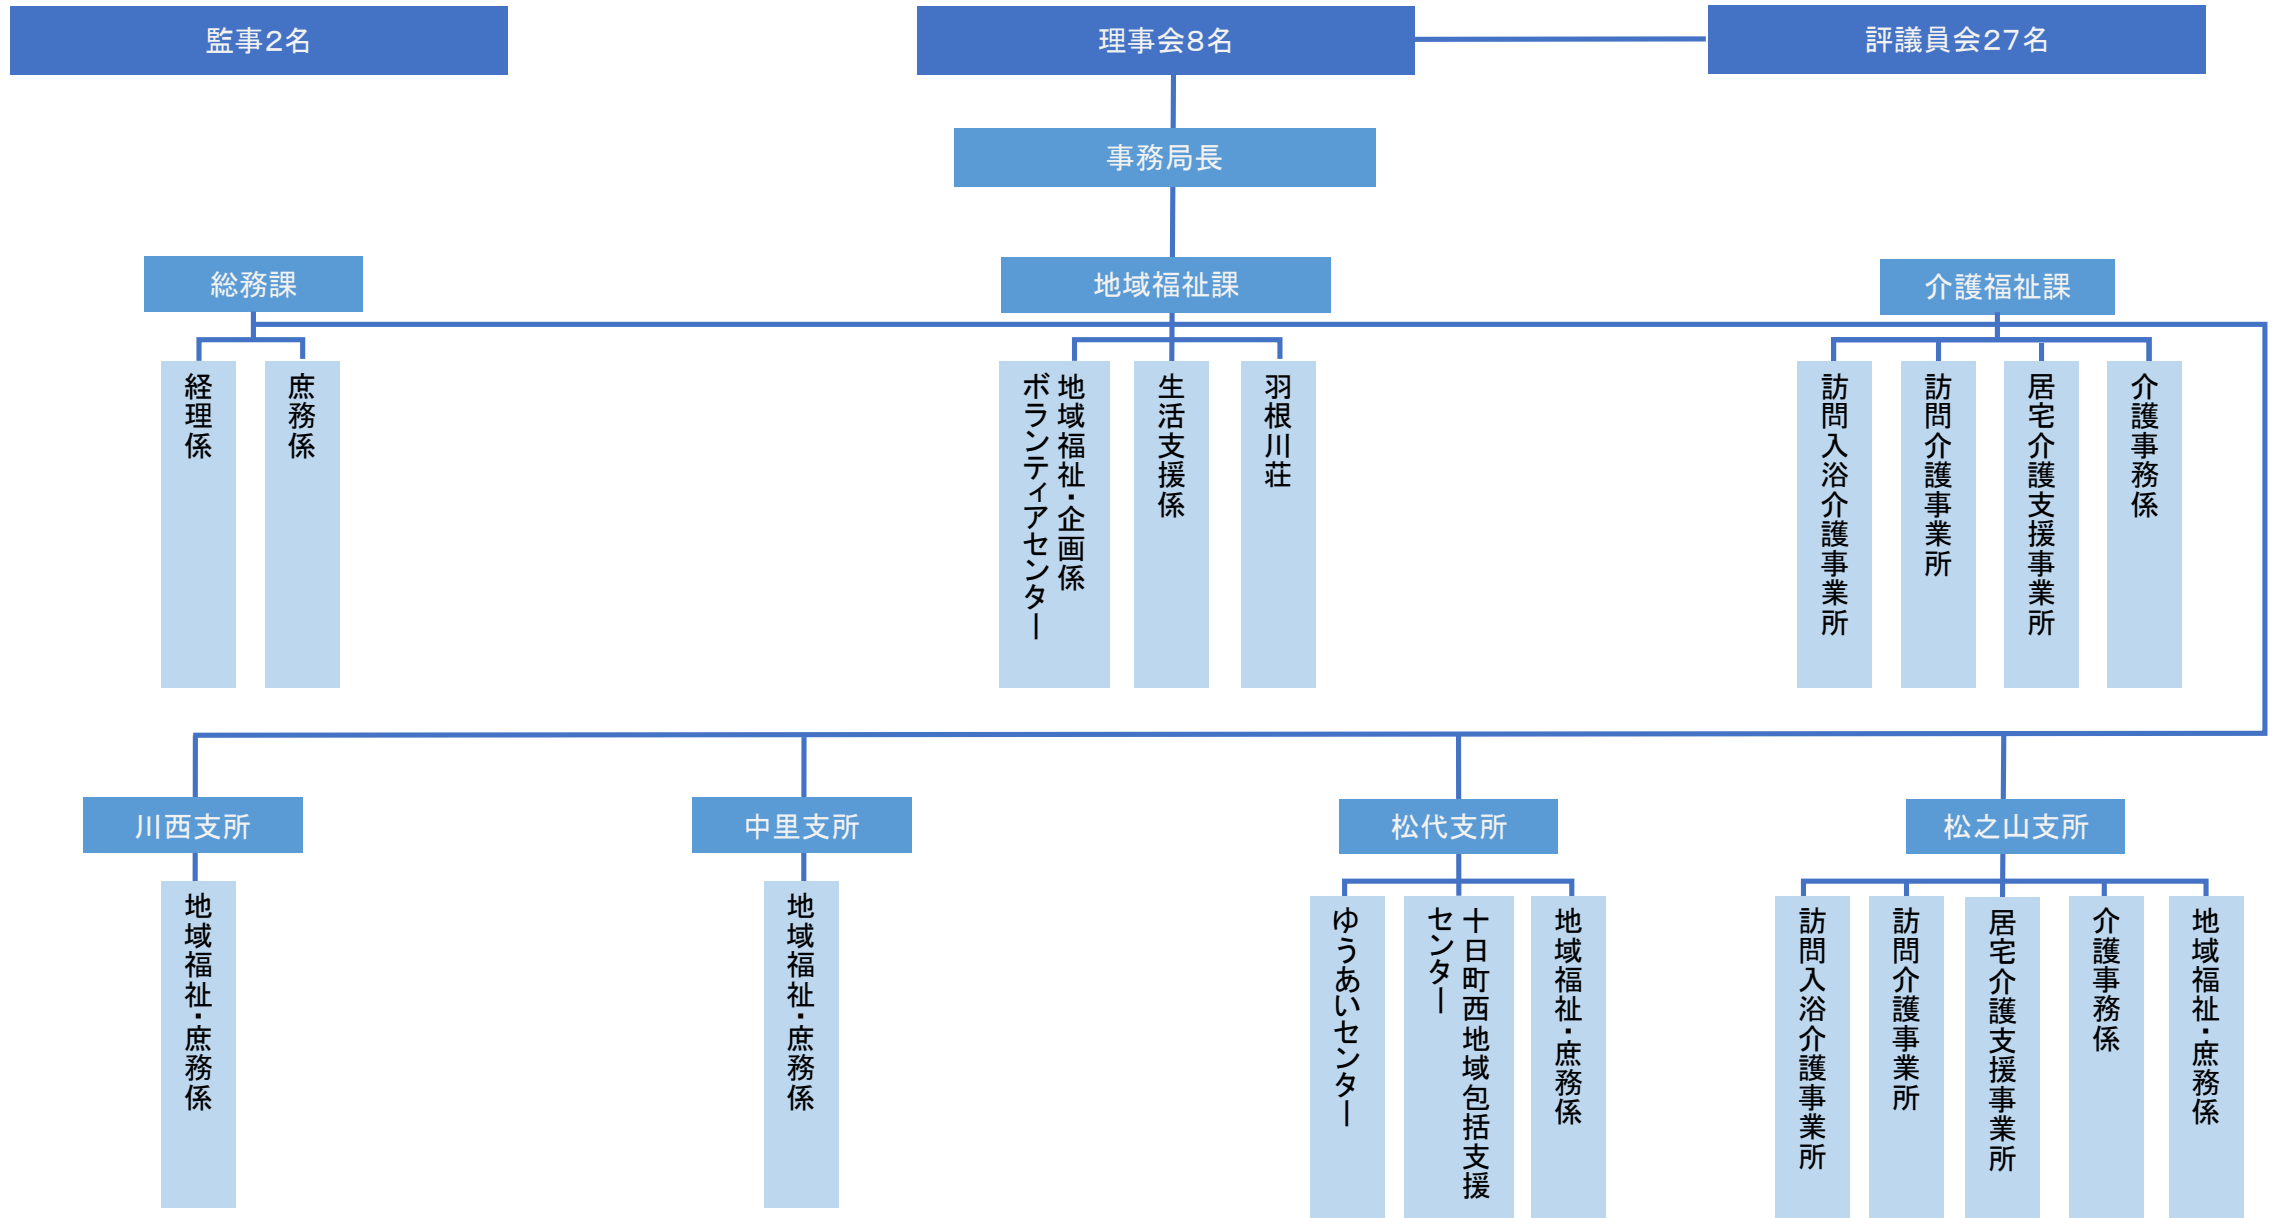 監事2名
理事会8名
評議員会27名
事務局長
総務課
地域福祉課
介護福祉課
経理係
庶務係
地域福祉・企画係
ボランティアセンター
生活支援係
羽根川荘
訪問入浴介護事業所
訪問介護事業所
居宅介護支援事業所
介護事務係
川西支所
中里支所
松代支所
松之山支所
地域福祉・庶務係
地域福祉・庶務係
ゆうあいセンター
十日町西地域包括支援
センター
地域福祉・庶務係
訪問入浴介護事業所
訪問介護事業所
居宅介護支援事業所
介護事務係
地域福祉・庶務係